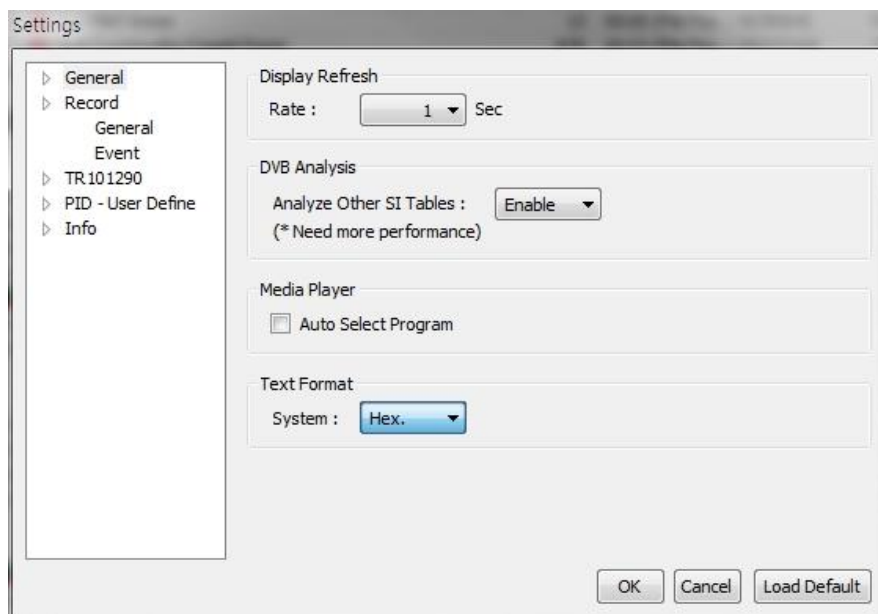 Settings
General
Record
General
Event
TR101290
PID - User Define
Info
Display Refresh
Rate : 1 Sec
DVB Analysis
Analyze Other SI Tables : Enable
(* Need more performance)
Media Player
Auto Select Program
Text Format
System : Hex.
OK Cancel Load Default